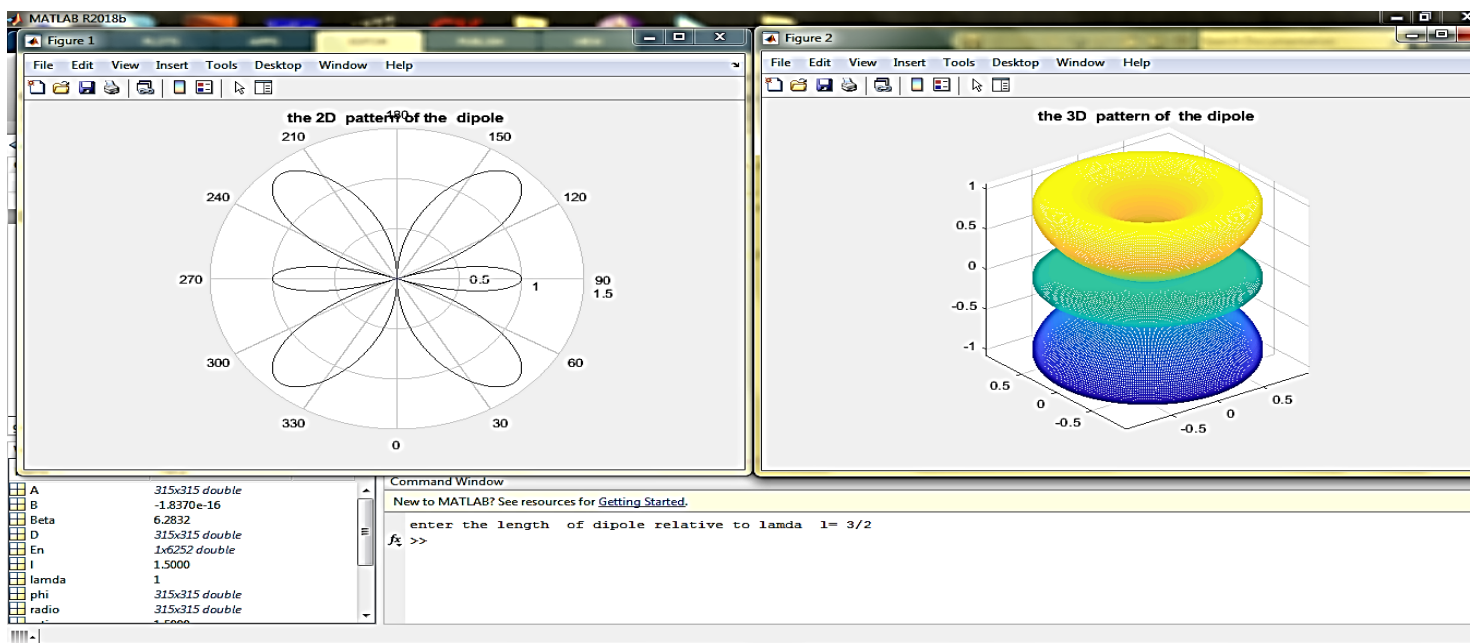 MATLAB R2018b
Figure 1
File Edit View Insert Tools Desktop Window Help
the 2D pattern of the dipole
180
210 150
240 120
270 0.5 1 90
1.5
300 60
330 30
0
Figure 2
File Edit View Insert Tools Desktop Window Help
the 3D pattern of the dipole
1
0.5
0
-0.5
-1
0.5 0.5
0 0
-0.5 -0.5
A 315x315 double
B -1.8370e-16
Beta 6.2832
D 315x315 double
En 1x6252 double
l 1.5000
lamda 1
phi 315x315 double
radio 315x315 double
Command Window
New to MATLAB? See resources for Getting Started.
enter the length of dipole relative to lamda l= 3/2
fx >>